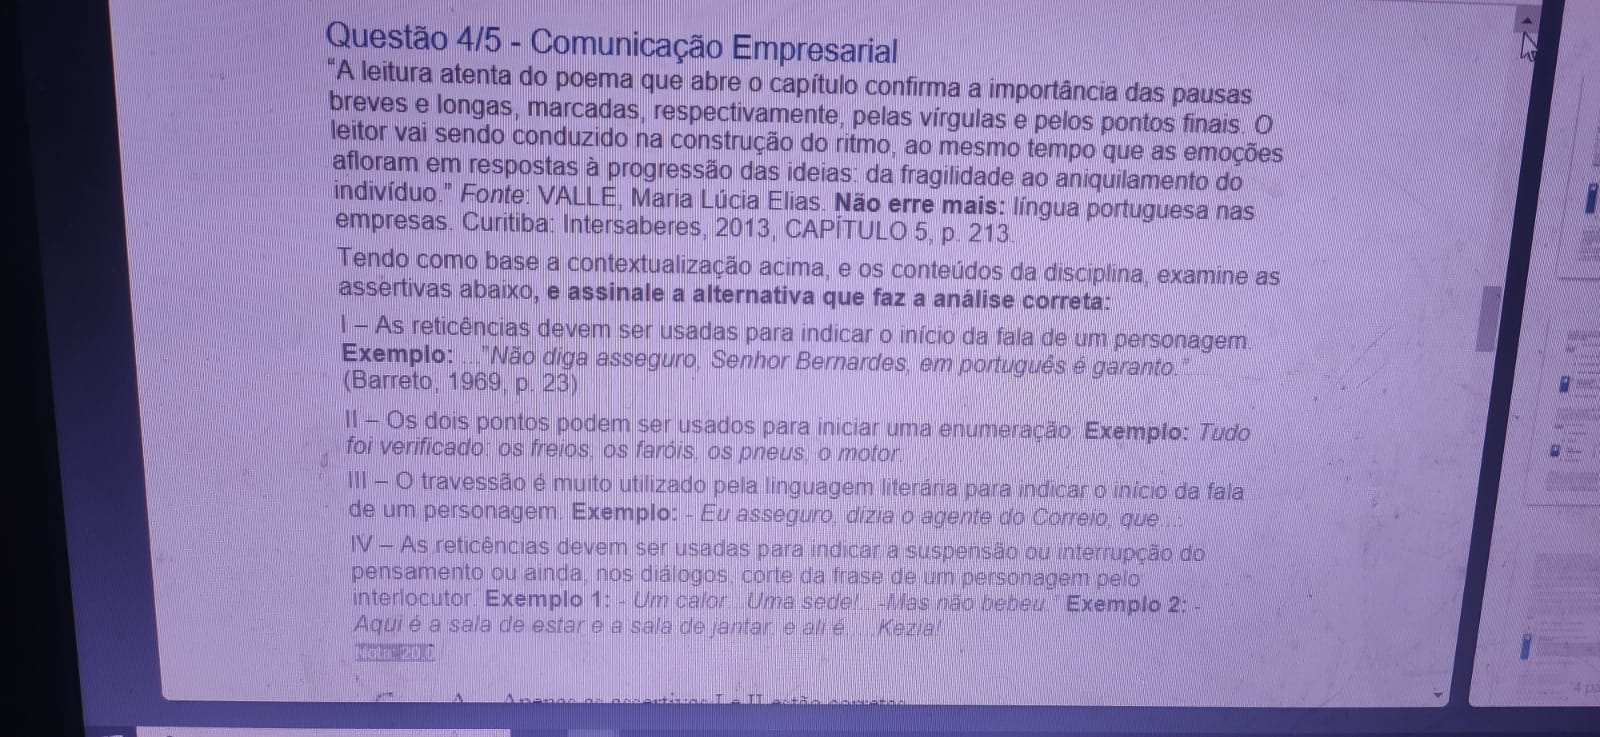 Questão 4/5 - Comunicação Empresarial
“A leitura atenta do poema que abre o capítulo confirma a importância das pausas
breves e longas, marcadas, respectivamente, pelas vírgulas e pelos pontos finais. O
leitor vai sendo conduzido na construção do ritmo, ao mesmo tempo que as emoções
afloram em respostas à progressão das ideias: da fragilidade ao aniquilamento do
indivíduo." Fonte: VALLE, Maria Lúcia Elias. Não erre mais: língua portuguesa nas
empresas. Curitiba: Intersaberes, 2013, CAPÍTULO 5, p. 213.
Tendo como base a contextualização acima, e os conteúdos da disciplina, examine as
assertivas abaixo, e assinale a alternativa que faz a análise correta:
I – As reticências devem ser usadas para indicar o início da fala de um personagem.
Exemplo: ..."Não diga asseguro, Senhor Bernardes, em português é garanto."
(Barreto, 1969, p. 23)
II – Os dois pontos podem ser usados para iniciar uma enumeração. Exemplo: Tudo
foi verificado: os freios, os faróis, os pneus, o motor.
III – O travessão é muito utilizado pela linguagem literária para indicar o início da fala
de um personagem. Exemplo: - Eu asseguro, dizia o agente do Correio, que...:
IV – As reticências devem ser usadas para indicar a suspensão ou interrupção do
pensamento ou ainda, nos diálogos, corte da frase de um personagem pelo
interlocutor. Exemplo 1: - Um calor...Uma sede!... -Mas não bebeu." Exemplo 2: -
Aqui é a sala de estar e a sala de jantar, e ali é.... Kezia!
Nota: 20.0
A Apenas as assertivas I e II estão corretas